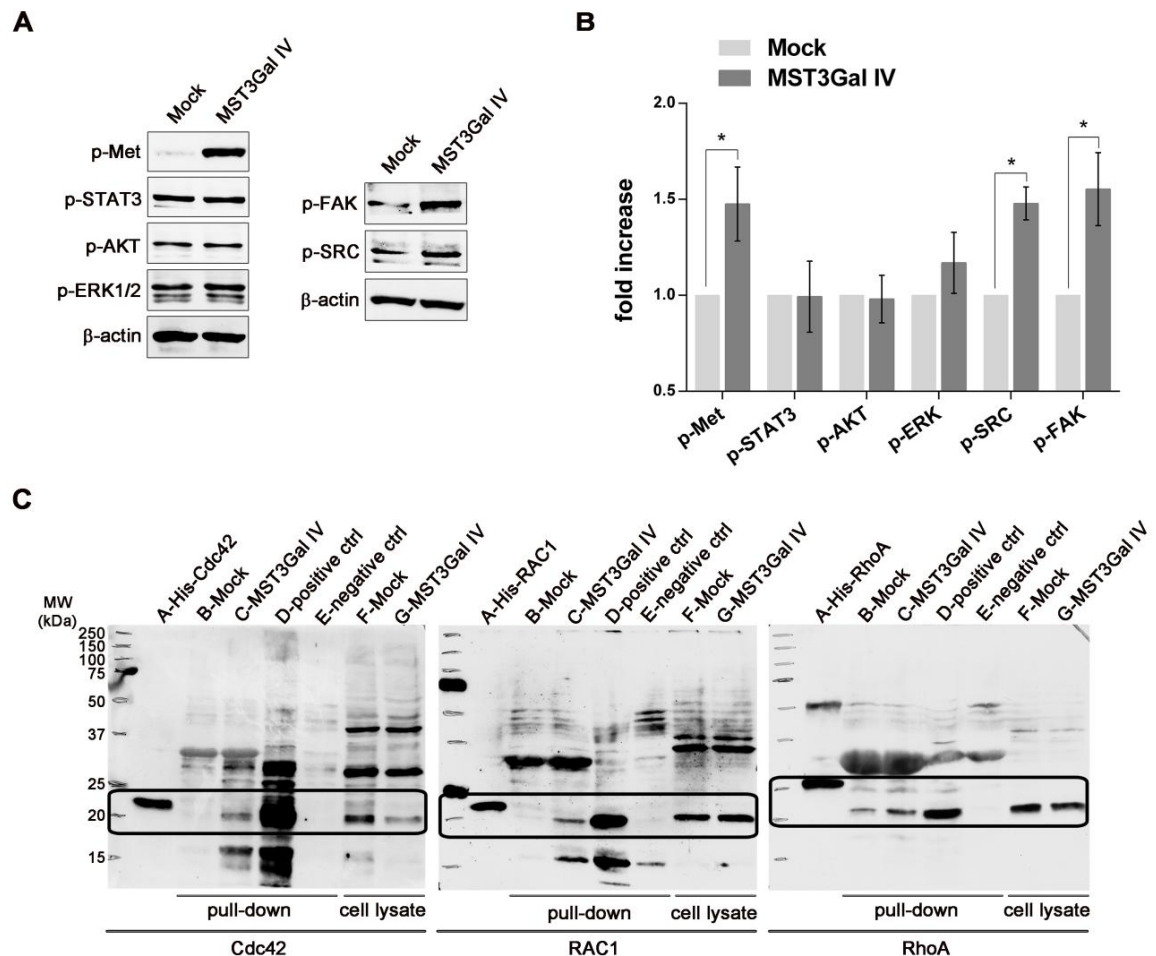 A
Mock
MST3Gal IV
p-Met
p-STAT3
p-AKT
p-ERK1/2
β-actin
Mock
MST3Gal IV
p-FAK
p-SRC
β-actin
B
Mock
MST3Gal IV
fold increase
2.0
1.5
1.0
0.5
*
*
*
p-Met
p-STAT3
p-AKT
p-ERK
p-SRC
p-FAK
C
MW
(kDa)
250
150
100
75
50
37
25
20
15
A-His-Cdc42
B-Mock
C-MST3Gal IV
D-positive ctrl
E-negative ctrl
F-Mock
G-MST3Gal IV
A-His-RAC1
B-Mock
C-MST3Gal IV
D-positive ctrl
E-negative ctrl
F-Mock
G-MST3Gal IV
A-His-RhoA
B-Mock
C-MST3Gal IV
D-positive ctrl
E-negative ctrl
F-Mock
G-MST3Gal IV
pull-down
cell lysate
pull-down
cell lysate
pull-down
cell lysate
Cdc42
RAC1
RhoA